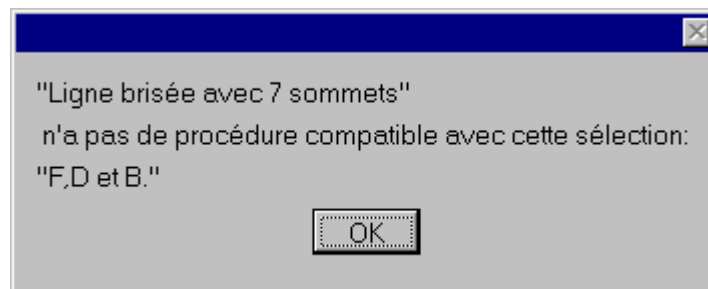 "Ligne brisée avec 7 sommets"
n'a pas de procédure compatible avec cette sélection:
"F,D et B."
OK